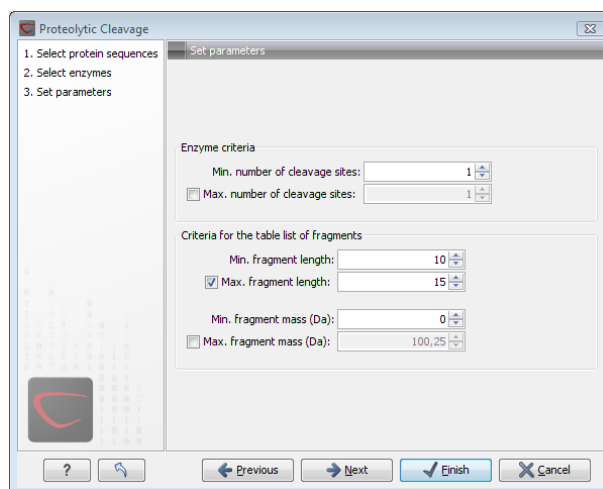 Proteolytic Cleavage
1. Select protein sequences
2. Select enzymes
3. Set parameters
Set parameters
Enzyme criteria
Min. number of cleavage sites: 1
Max. number of cleavage sites: 1
Criteria for the table list of fragments
Min. fragment length: 10
Max. fragment length: 15
Min. fragment mass (Da): 0
Max. fragment mass (Da): 100,25
? Previous Next Finish Cancel